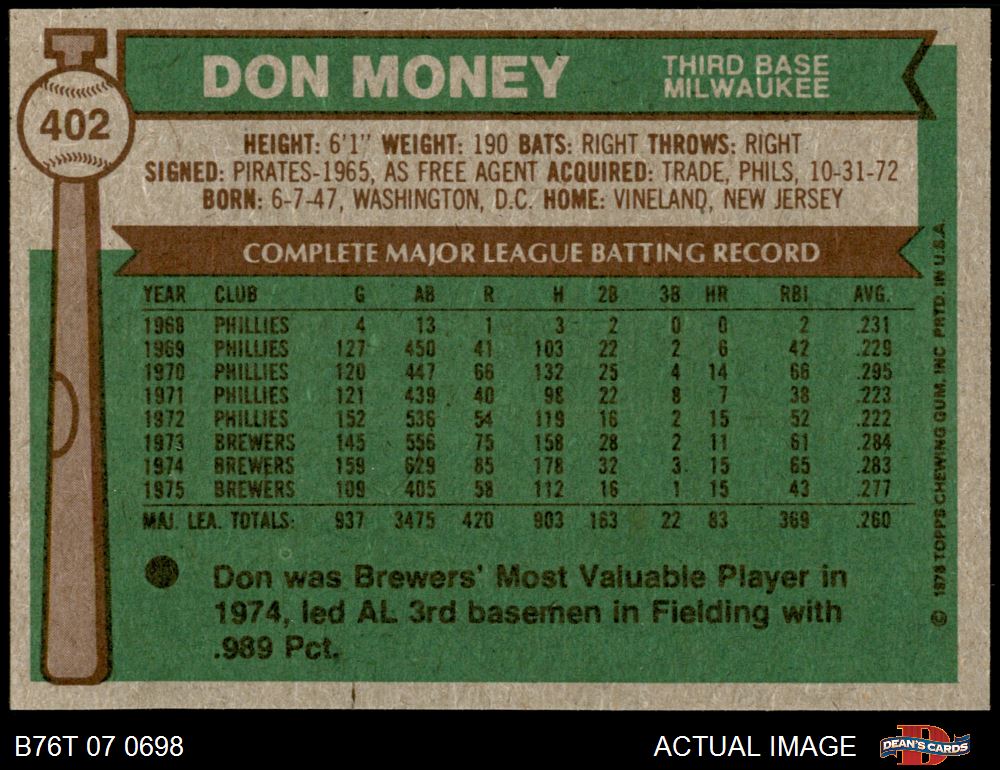 402
DON MONEY
THIRD BASE
MILWAUKEE
HEIGHT: 6'1" WEIGHT: 190 BATS: RIGHT THROWS: RIGHT
SIGNED: PIRATES-1965, AS FREE AGENT ACQUIRED: TRADE, PHILS, 10-31-72
BORN: 6-7-47, WASHINGTON, D.C. HOME: VINELAND, NEW JERSEY
COMPLETE MAJOR LEAGUE BATTING RECORD
YEAR CLUB G AB R H 2B 3B HR RBI AVG.
1968 PHILLIES 4 13 1 3 2 0 0 2 .231
1969 PHILLIES 127 450 41 103 22 2 6 42 .229
1970 PHILLIES 120 447 66 132 25 4 14 66 .295
1971 PHILLIES 121 439 40 98 22 8 7 38 .223
1972 PHILLIES 152 536 54 119 16 2 15 52 .222
1973 BREWERS 145 556 75 158 28 2 11 61 .284
1974 BREWERS 159 629 85 178 32 3 15 65 .283
1975 BREWERS 109 405 58 112 16 1 15 43 .277
MAJ. LEA. TOTALS: 937 3475 420 903 163 22 83 369 .260
Don was Brewers' Most Valuable Player in
1974, led AL 3rd basemen in Fielding with
.989 Pct.
© 1976 TOPPS CHEWING GUM, INC PRTD. IN U.S.A.
B76T 07 0698
ACTUAL IMAGE
D
DEAN'S CARDS